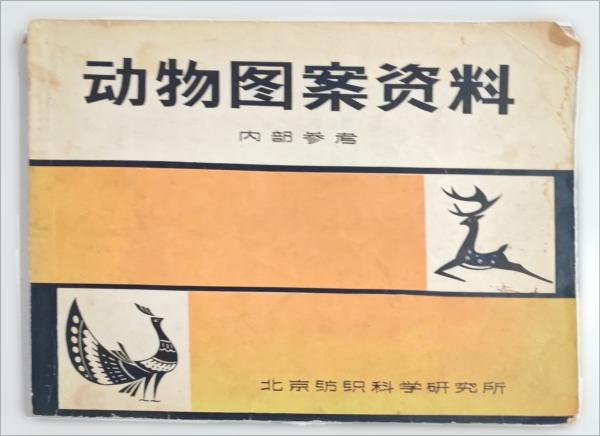 动物图案资料
内部参考
北京纺织科学研究所